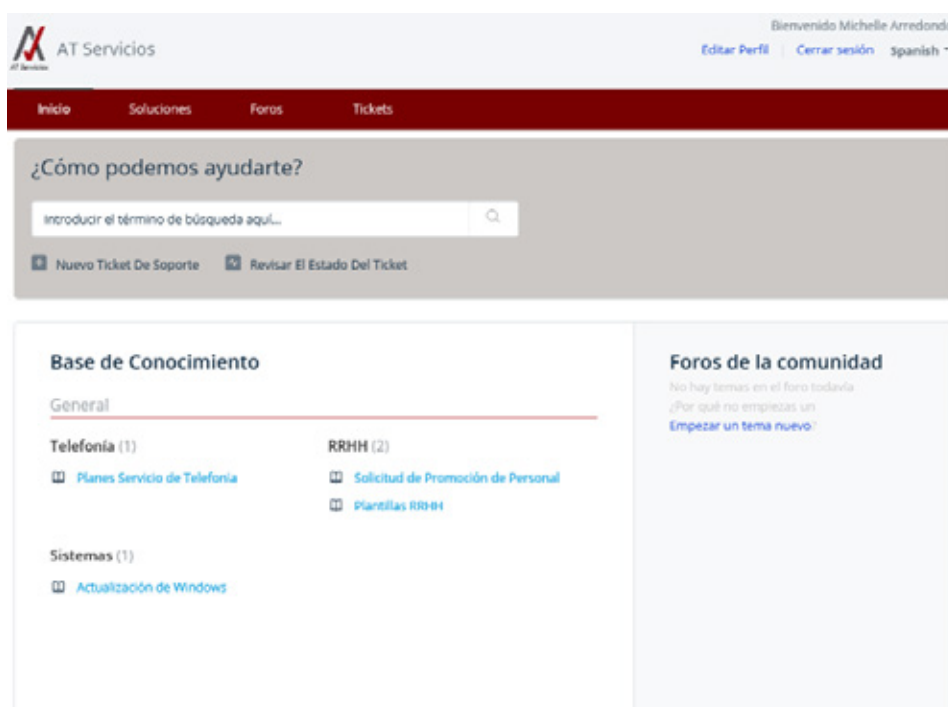 Bienvenido Michelle Arredondo
AT Servicios
AT Servicios
Editar Perfil
Cerrar sesión
Spanish
Inicio
Soluciones
Foros
Tickets
¿Cómo podemos ayudarte?
Introducir el término de búsqueda aquí...
Nuevo Ticket De Soporte
Revisar El Estado Del Ticket
Base de Conocimiento
General
Telefonía (1)
Planes Servicio de Telefonía
RRHH (2)
Solicitud de Promoción de Personal
Plantillas RRHH
Sistemas (1)
Actualización de Windows
Foros de la comunidad
No hay temas en el foro todavía
¿Por qué no empiezas un
Empezar un tema nuevo?